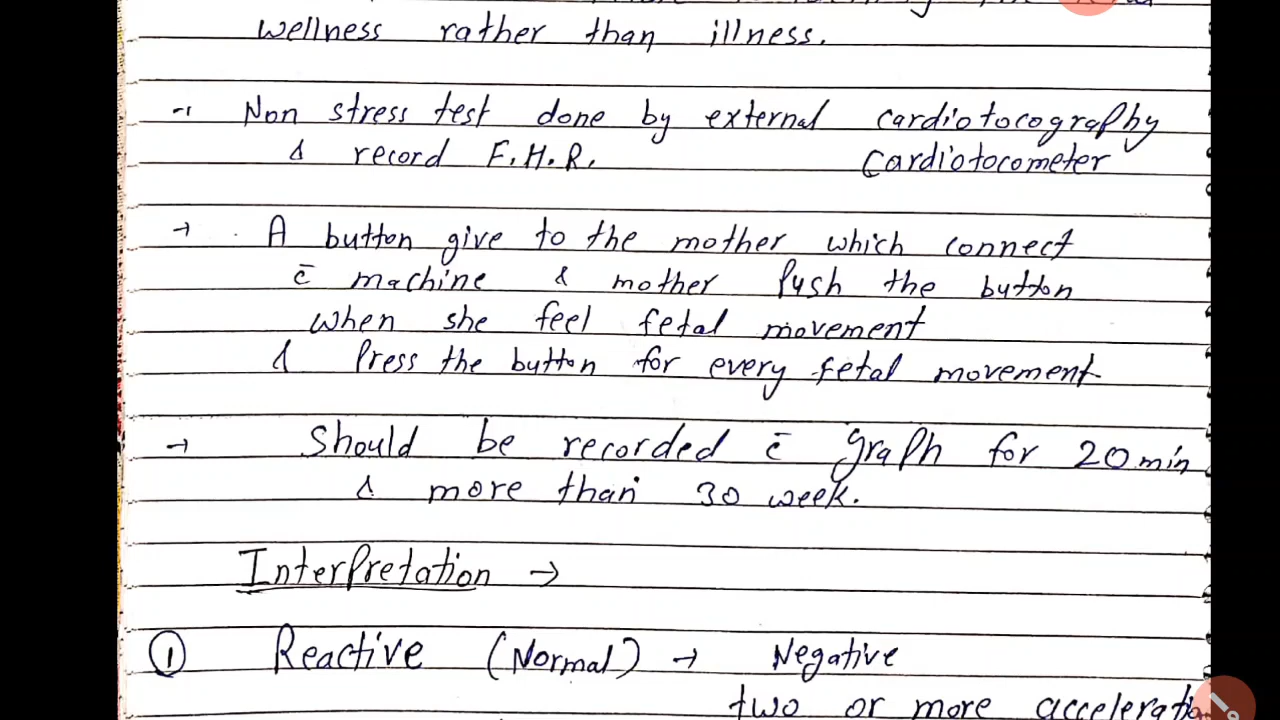 wellness rather than illness.
→ Non stress test done by external cardiotocography
& record F.H.R. Cardiotocometer
→ A button give to the mother which connect
c̄ machine & mother Push the button
when she feel fetal movement
& Press the button for every fetal movement
→ Should be recorded c̄ graph for 20 min
& more than 30 week.
Interpretation →
① Reactive (Normal) → Negative
two or more acceleratio